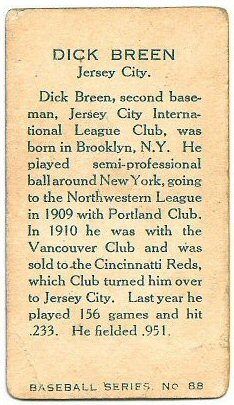 DICK BREEN
Jersey City.
Dick Breen, second base-
man, Jersey City Interna-
tional League Club, was
born in Brooklyn, N.Y. He
played semi-professional
ball around New York, going
to the Northwestern League
in 1909 with Portland Club.
In 1910 he was with the
Vancouver Club and was
sold to the Cincinnatti Reds,
which Club turned him over
to Jersey City. Last year he
played 156 games and hit
.233. He fielded .951.
BASEBALL SERIES. No 88